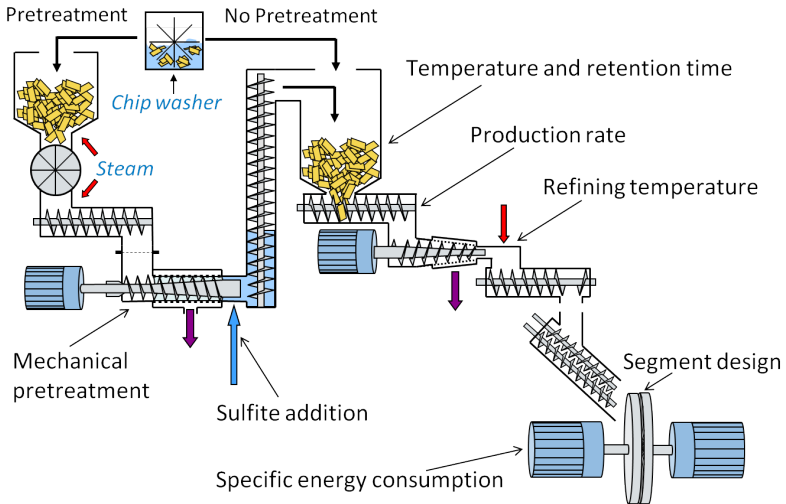 Pretreatment
No Pretreatment
Chip washer
Temperature and retention time
Production rate
Steam
Refining temperature
Mechanical
pretreatment
Sulfite addition
Segment design
Specific energy consumption